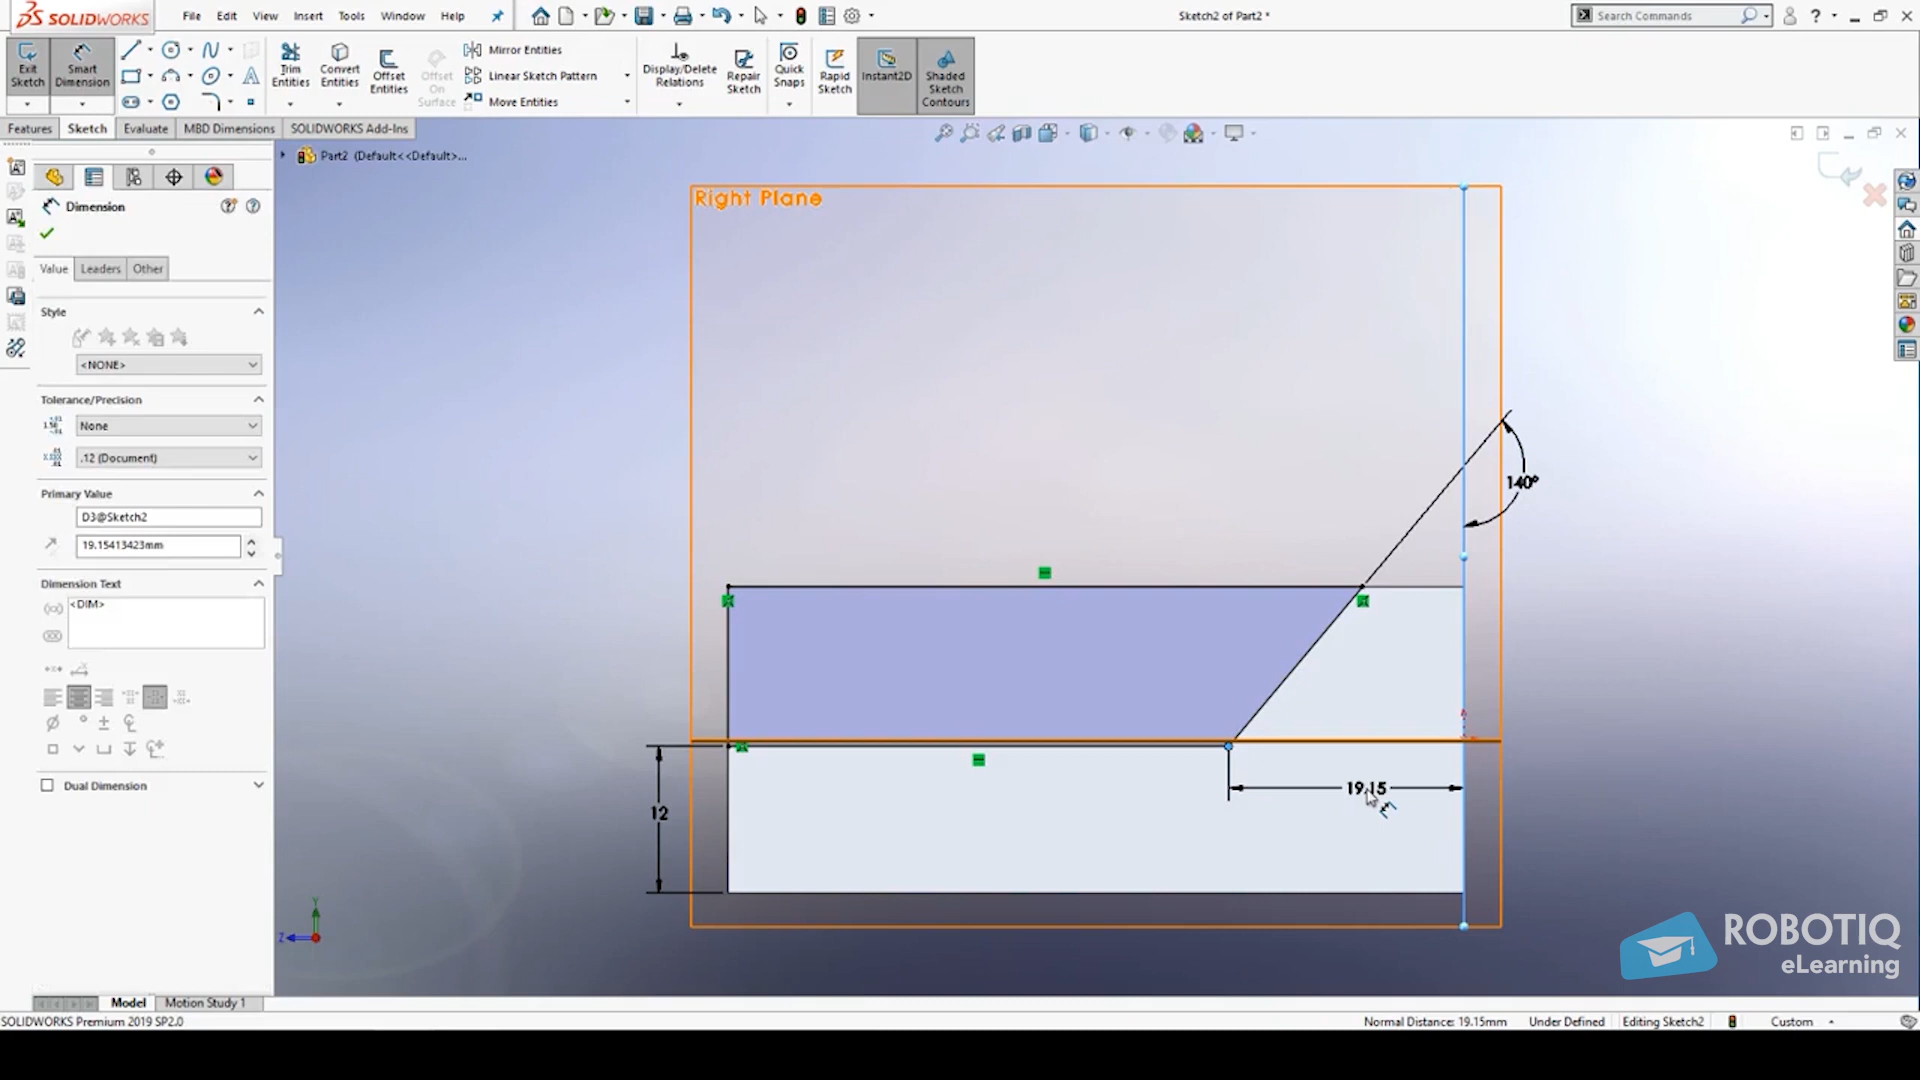 SOLIDWORKS
File Edit View Insert Tools Window Help
Sketch2 of Part2 *
Search Commands
Exit Sketch
Smart Dimension
Trim Entities
Convert Entities
Offset Entities
Offset On Surface
Mirror Entities
Linear Sketch Pattern
Move Entities
Display/Delete Relations
Repair Sketch
Quick Snaps
Rapid Sketch
Instant2D
Shaded Sketch Contours
Features Sketch Evaluate MBD Dimensions SOLIDWORKS Add-Ins
Part2 (Default<<Default>...
Dimension
Value Leaders Other
Style
<NONE>
Tolerance/Precision
None
.12 (Document)
Primary Value
D3@Sketch2
19.15413423mm
Dimension Text
<DIM>
Dual Dimension
Right Plane
140°
19.15
12
Y
Z
ROBOTIQ
eLearning
Model Motion Study 1
SOLIDWORKS Premium 2019 SP2.0
Normal Distance: 19.15mm Under Defined Editing Sketch2 Custom